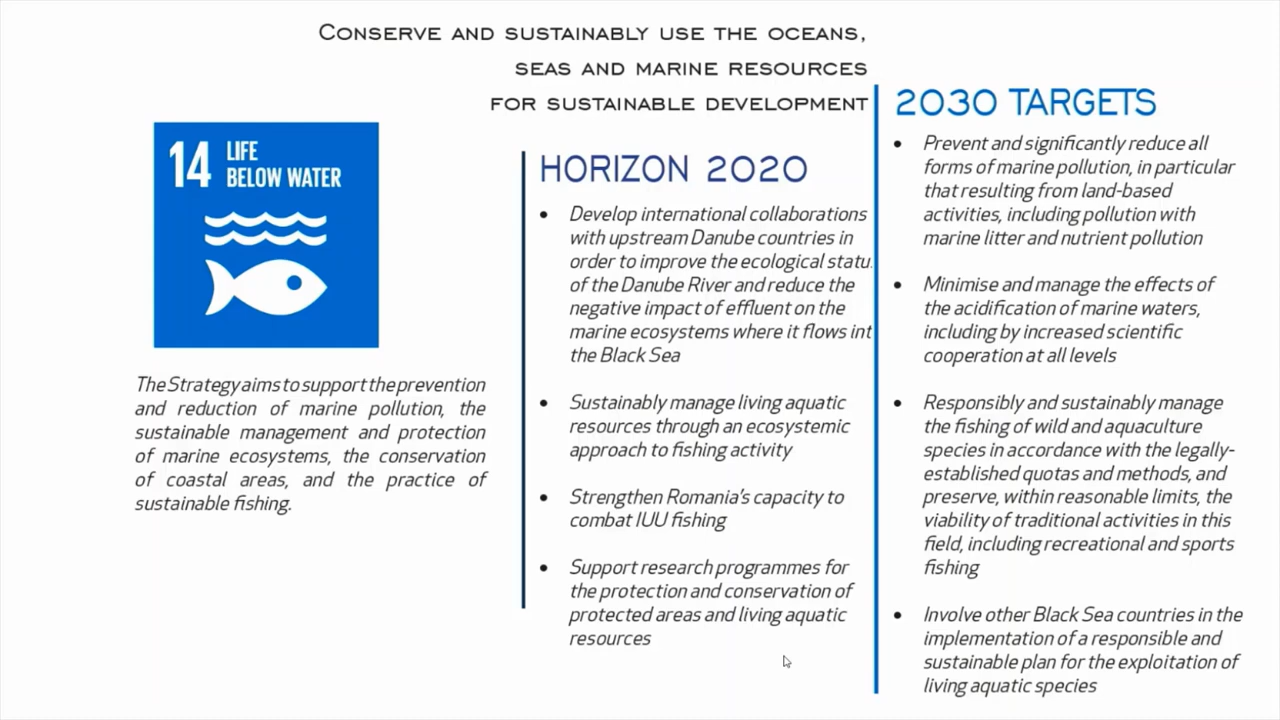 CONSERVE AND SUSTAINABLY USE THE OCEANS,
SEAS AND MARINE RESOURCES
FOR SUSTAINABLE DEVELOPMENT
14 LIFE
BELOW WATER
The Strategy aims to support the prevention
and reduction of marine pollution, the
sustainable management and protection
of marine ecosystems, the conservation
of coastal areas, and the practice of
sustainable fishing.
HORIZON 2020
• Develop international collaborations
with upstream Danube countries in
order to improve the ecological statu
of the Danube River and reduce the
negative impact of effluent on the
marine ecosystems where it flows int
the Black Sea
• Sustainably manage living aquatic
resources through an ecosystemic
approach to fishing activity
• Strengthen Romania's capacity to
combat IUU fishing
• Support research programmes for
the protection and conservation of
protected areas and living aquatic
resources
2030 TARGETS
• Prevent and significantly reduce all
forms of marine pollution, in particular
that resulting from land-based
activities, including pollution with
marine litter and nutrient pollution
• Minimise and manage the effects of
the acidification of marine waters,
including by increased scientific
cooperation at all levels
• Responsibly and sustainably manage
the fishing of wild and aquaculture
species in accordance with the legally-
established quotas and methods, and
preserve, within reasonable limits, the
viability of traditional activities in this
field, including recreational and sports
fishing
• Involve other Black Sea countries in the
implementation of a responsible and
sustainable plan for the exploitation of
living aquatic species